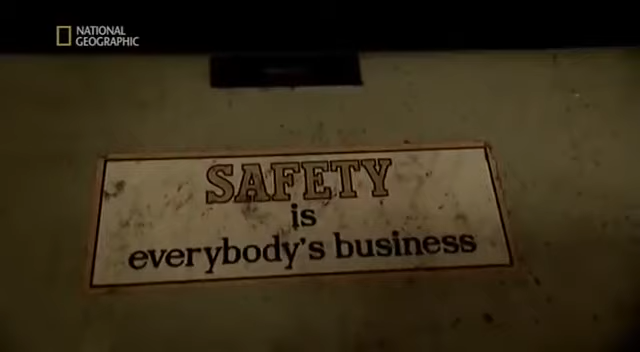 NATIONAL
GEOGRAPHIC
SAFETY
is
everybody's business